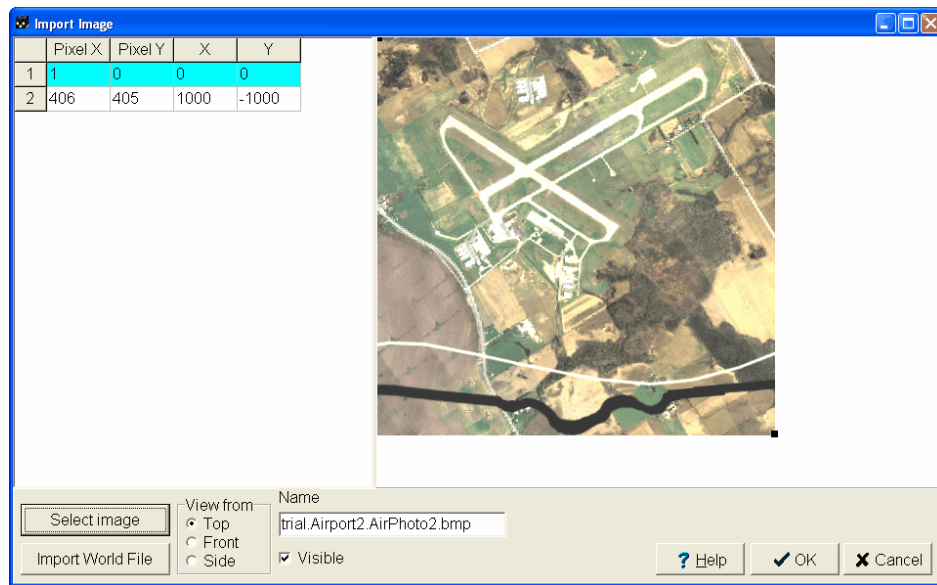 Import Image
Pixel X Pixel Y X Y
1 1 0 0 0
2 406 405 1000 -1000
Select image
Import World File
View from
Top
Front
Side
Name
trial.Airport2.AirPhoto2.bmp
Visible
? Help
OK
Cancel